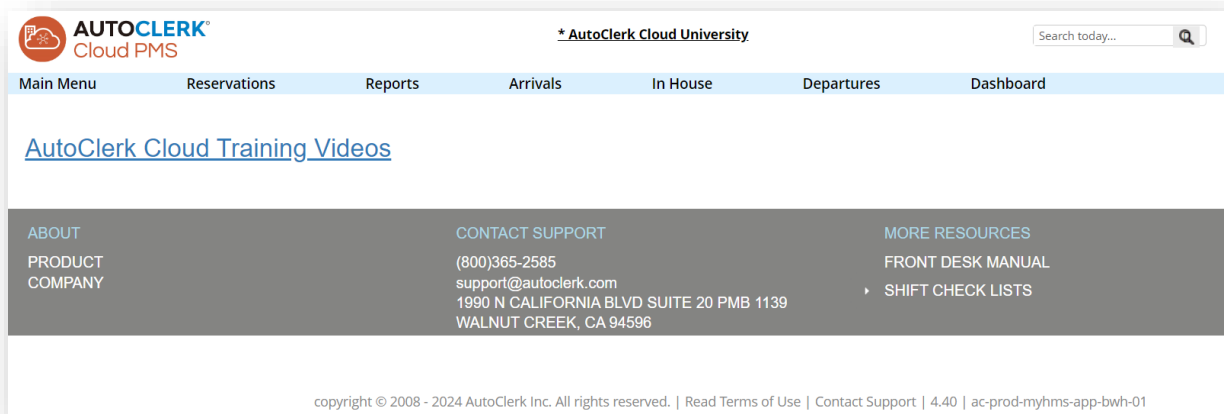 AUTOCLERK®
Cloud PMS
* AutoClerk Cloud University
Search today...
Main Menu Reservations Reports Arrivals In House Departures Dashboard
AutoClerk Cloud Training Videos
ABOUT
PRODUCT
COMPANY
CONTACT SUPPORT
(800)365-2585
support@autoclerk.com
1990 N CALIFORNIA BLVD SUITE 20 PMB 1139
WALNUT CREEK, CA 94596
MORE RESOURCES
FRONT DESK MANUAL
SHIFT CHECK LISTS
copyright © 2008 - 2024 AutoClerk Inc. All rights reserved. | Read Terms of Use | Contact Support | 4.40 | ac-prod-myhms-app-bwh-01